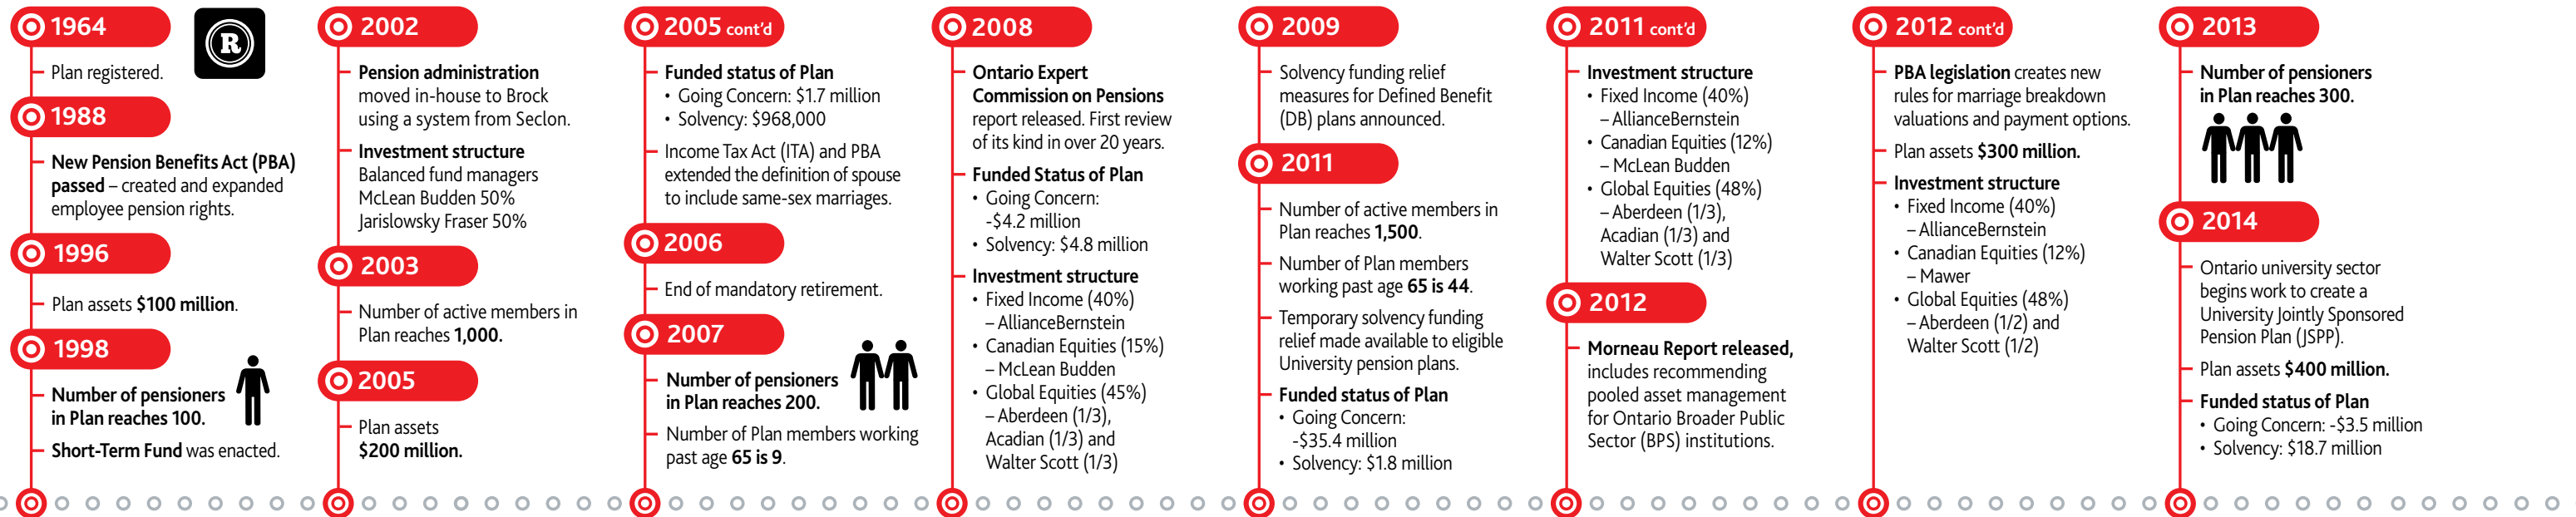 1964
R
Plan registered.
1988
New Pension Benefits Act (PBA)
passed – created and expanded
employee pension rights.
1996
Plan assets $100 million.
1998
Number of pensioners
in Plan reaches 100.
Short-Term Fund was enacted.
2002
Pension administration
moved in-house to Brock
using a system from Seclon.
Investment structure
Balanced fund managers
McLean Budden 50%
Jarislowsky Fraser 50%
2003
Number of active members in
Plan reaches 1,000.
2005
Plan assets
$200 million.
2005 cont’d
Funded status of Plan
• Going Concern: $1.7 million
• Solvency: $968,000
Income Tax Act (ITA) and PBA
extended the definition of spouse
to include same-sex marriages.
2006
End of mandatory retirement.
2007
Number of pensioners
in Plan reaches 200.
Number of Plan members working
past age 65 is 9.
2008
Ontario Expert
Commission on Pensions
report released. First review
of its kind in over 20 years.
Funded Status of Plan
• Going Concern:
-$4.2 million
• Solvency: $4.8 million
Investment structure
• Fixed Income (40%)
– AllianceBernstein
• Canadian Equities (15%)
– McLean Budden
• Global Equities (45%)
– Aberdeen (1/3),
Acadian (1/3) and
Walter Scott (1/3)
2009
Solvency funding relief
measures for Defined Benefit
(DB) plans announced.
2011
Number of active members in
Plan reaches 1,500.
Number of Plan members
working past age 65 is 44.
Temporary solvency funding
relief made available to eligible
University pension plans.
Funded status of Plan
• Going Concern:
-$35.4 million
• Solvency: $1.8 million
2011 cont’d
Investment structure
• Fixed Income (40%)
– AllianceBernstein
• Canadian Equities (12%)
– McLean Budden
• Global Equities (48%)
– Aberdeen (1/3),
Acadian (1/3) and
Walter Scott (1/3)
2012
Morneau Report released,
includes recommending
pooled asset management
for Ontario Broader Public
Sector (BPS) institutions.
2012 cont’d
PBA legislation creates new
rules for marriage breakdown
valuations and payment options.
Plan assets $300 million.
Investment structure
• Fixed Income (40%)
– AllianceBernstein
• Canadian Equities (12%)
– Mawer
• Global Equities (48%)
– Aberdeen (1/2) and
Walter Scott (1/2)
2013
Number of pensioners
in Plan reaches 300.
2014
Ontario university sector
begins work to create a
University Jointly Sponsored
Pension Plan (JSPP).
Plan assets $400 million.
Funded status of Plan
• Going Concern: -$3.5 million
• Solvency: $18.7 million